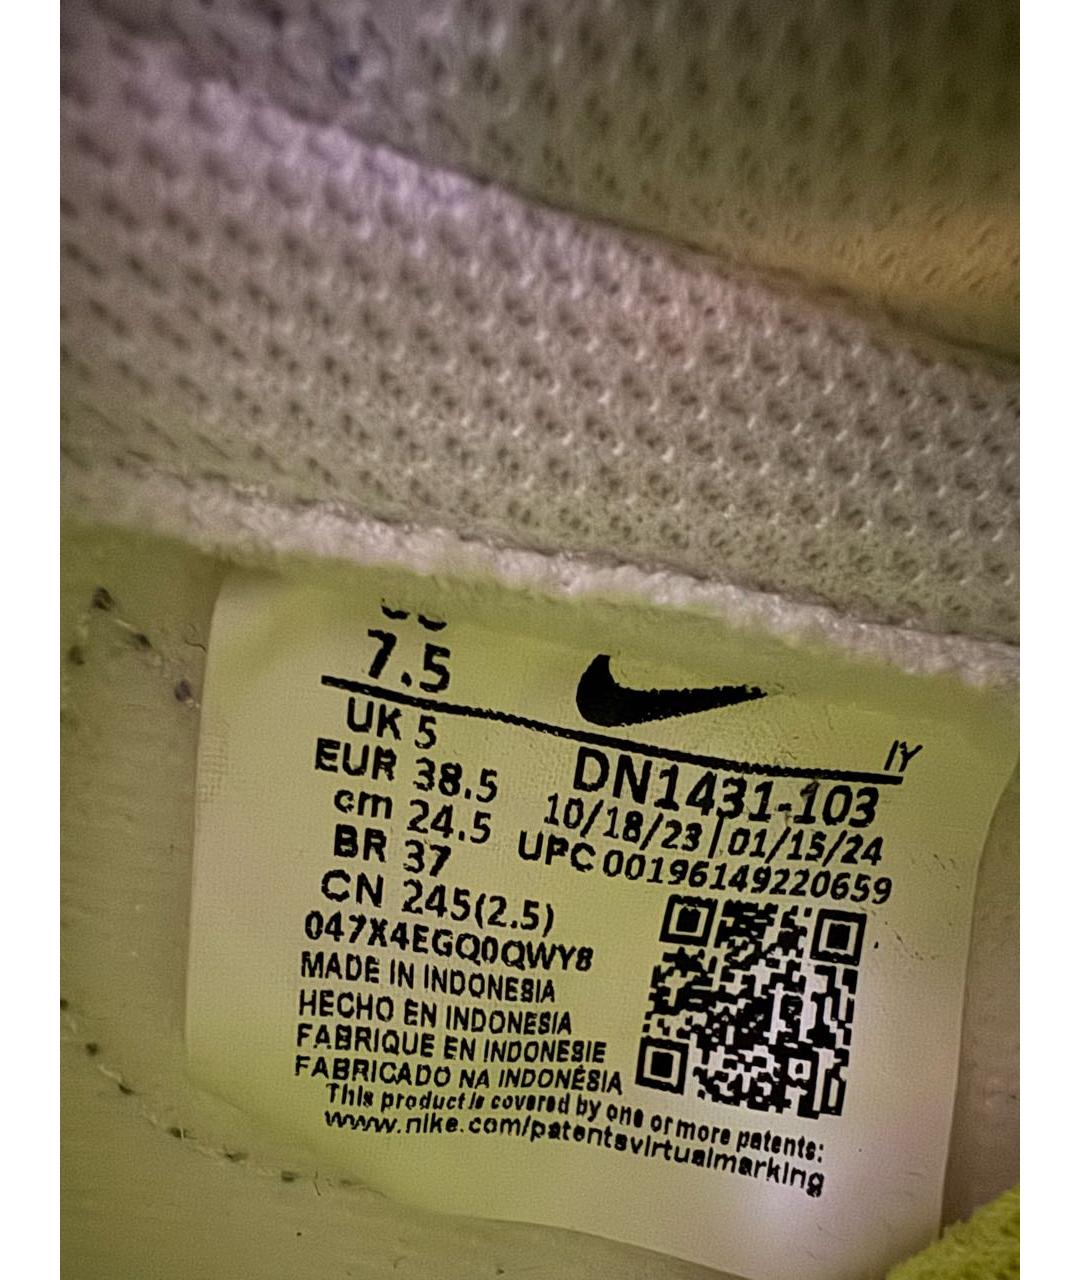 7.5
UK 5
EUR 38.5
cm 24.5
BR 37
CN 245(2.5)
IY
DN1431-103
10/18/23 | 01/15/24
UPC 00196149220659
047X4EGQ0QWY8
MADE IN INDONESIA
HECHO EN INDONESIA
FABRIQUE EN INDONESIE
FABRICADO NA INDONÉSIA
This product is covered by one or more patents:
www.nike.com/patentsvirtualmarking